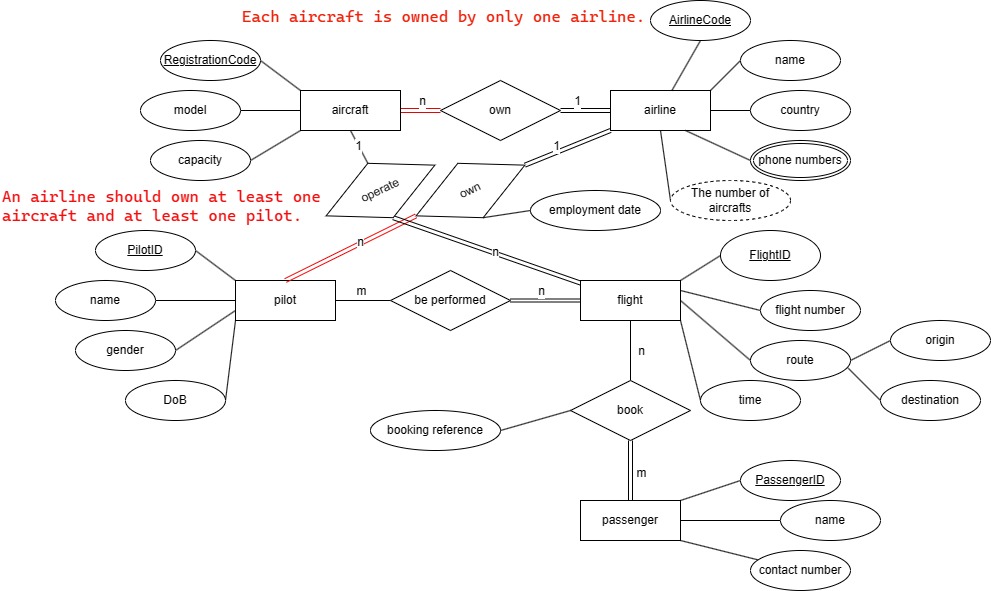 Each aircraft is owned by only one airline.
AirlineCode
RegistrationCode
name
model
aircraft
n
own
1
airline
country
capacity
1
1
phone numbers
operate
own
The number of
aircrafts
An airline should own at least one
aircraft and at least one pilot.
employment date
PilotID
n
n
FlightID
name
pilot
m
be performed
n
flight
flight number
gender
n
route
origin
DoB
time
destination
booking reference
book
m
PassengerID
passenger
name
contact number